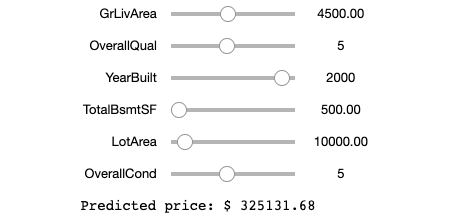 GrLivArea 4500.00
OverallQual 5
YearBuilt 2000
TotalBsmtSF 500.00
LotArea 10000.00
OverallCond 5
Predicted price: $ 325131.68